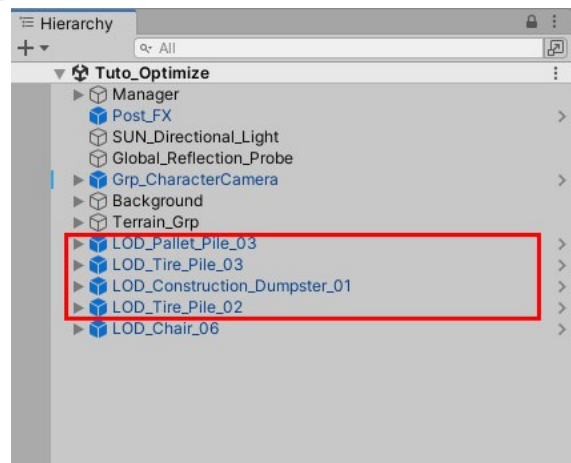 Hierarchy
All
Tuto_Optimize
Manager
Post_FX
SUN_Directional_Light
Global_Reflection_Probe
Grp_CharacterCamera
Background
Terrain_Grp
LOD_Pallet_Pile_03
LOD_Tire_Pile_03
LOD_Construction_Dumpster_01
LOD_Tire_Pile_02
LOD_Chair_06